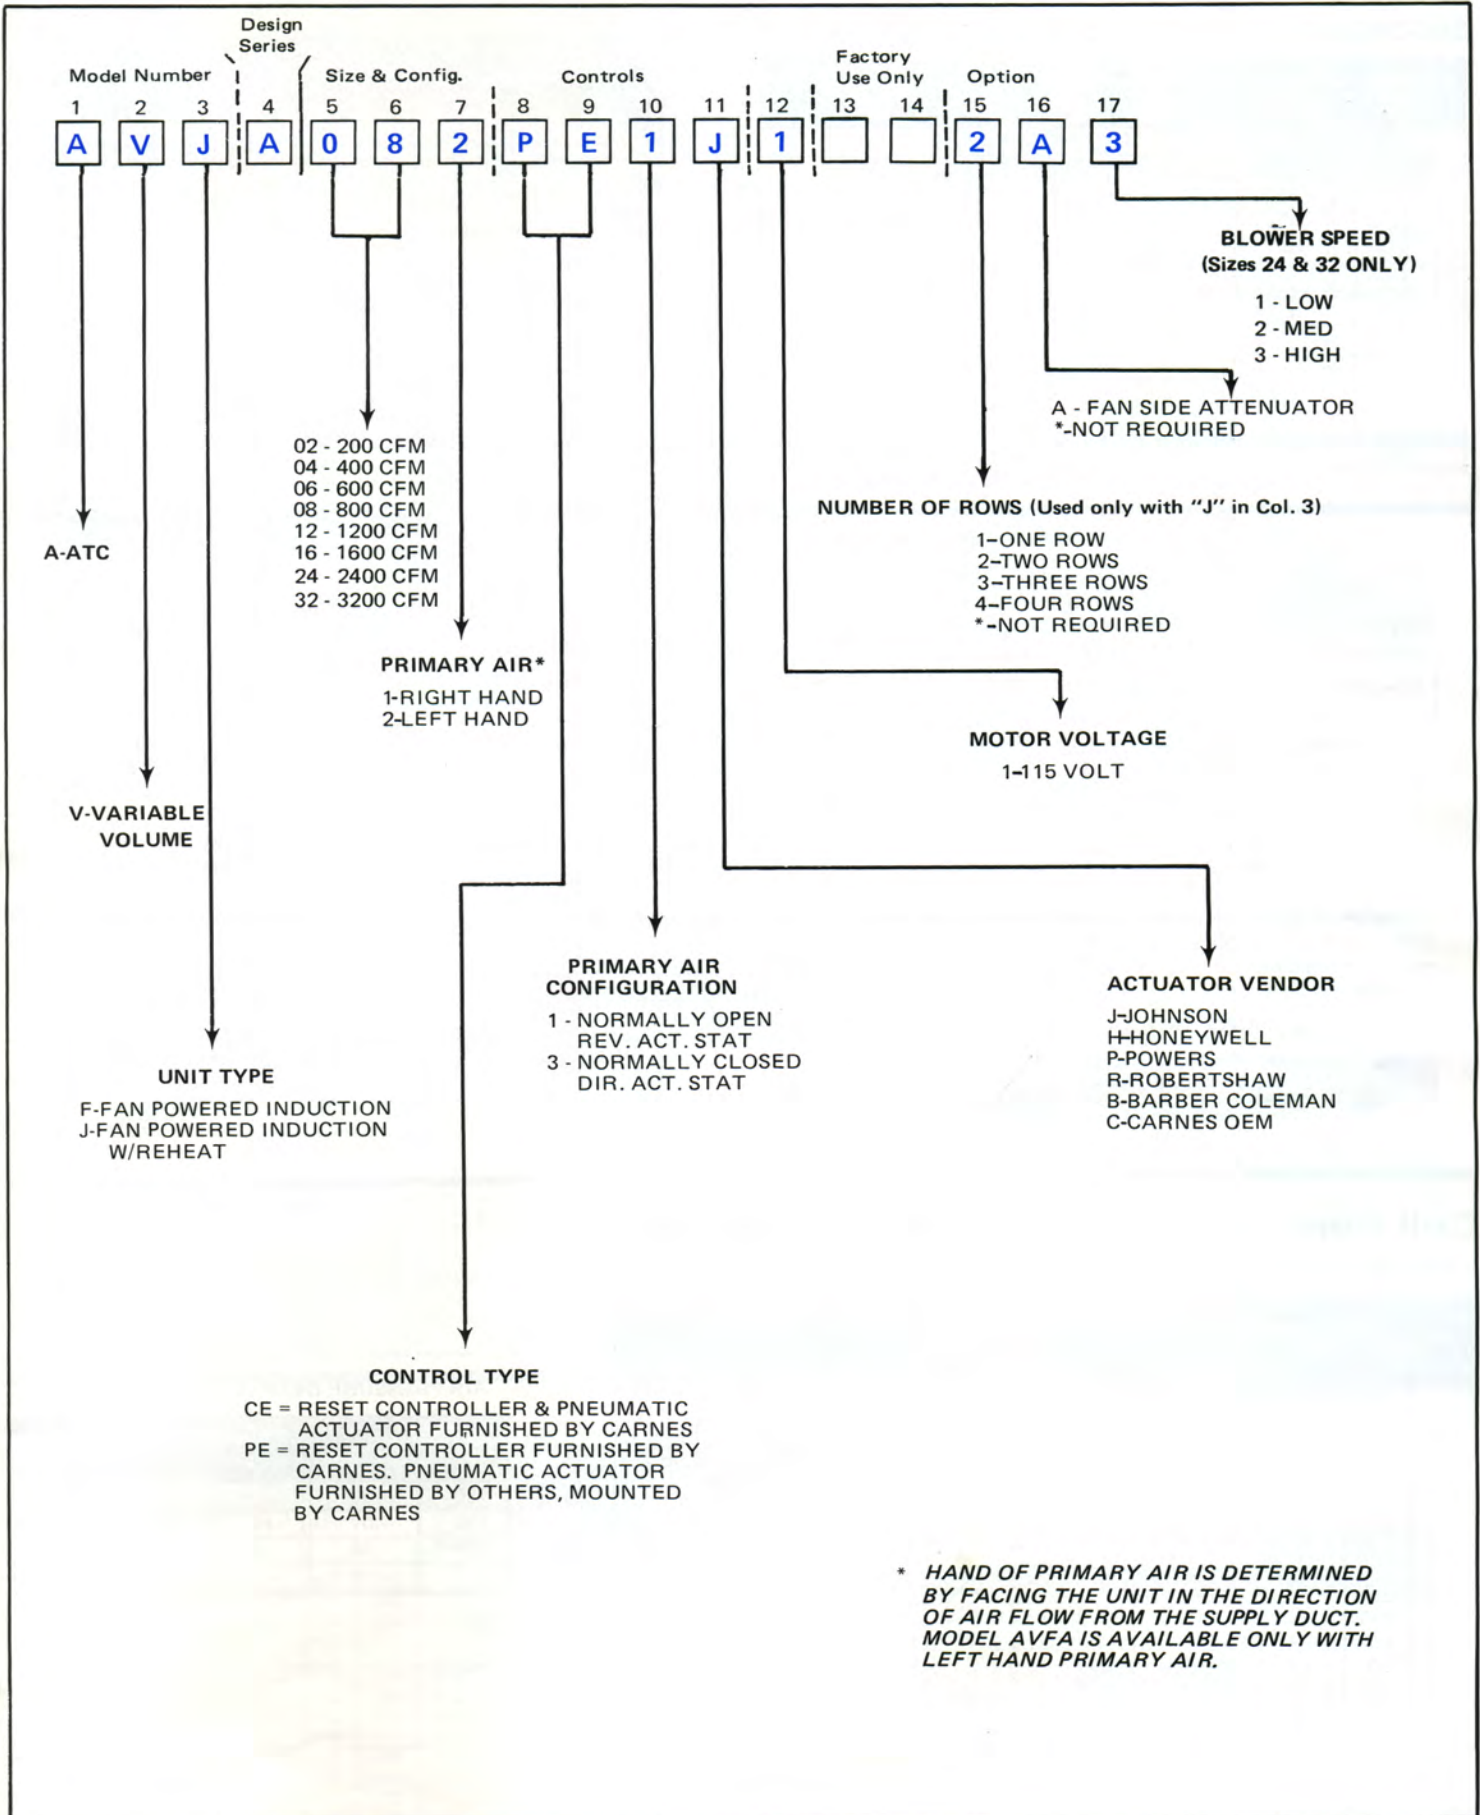 Design
Series
Model Number
Size & Config.
Controls
Factory
Use Only
Option
1 2 3 4 5 6 7 8 9 10 11 12 13 14 15 16 17
A V J A 0 8 2 P E 1 J 1 2 A 3
BLOWER SPEED
(Sizes 24 & 32 ONLY)
1 - LOW
2 - MED
3 - HIGH
A - FAN SIDE ATTENUATOR
*-NOT REQUIRED
02 - 200 CFM
04 - 400 CFM
06 - 600 CFM
08 - 800 CFM
12 - 1200 CFM
16 - 1600 CFM
24 - 2400 CFM
32 - 3200 CFM
NUMBER OF ROWS (Used only with "J" in Col. 3)
1-ONE ROW
2-TWO ROWS
3-THREE ROWS
4-FOUR ROWS
*-NOT REQUIRED
A-ATC
PRIMARY AIR*
1-RIGHT HAND
2-LEFT HAND
MOTOR VOLTAGE
1-115 VOLT
V-VARIABLE
VOLUME
PRIMARY AIR
CONFIGURATION
1 - NORMALLY OPEN
REV. ACT. STAT
3 - NORMALLY CLOSED
DIR. ACT. STAT
ACTUATOR VENDOR
J-JOHNSON
H-HONEYWELL
P-POWERS
R-ROBERTSHAW
B-BARBER COLEMAN
C-CARNES OEM
UNIT TYPE
F-FAN POWERED INDUCTION
J-FAN POWERED INDUCTION
W/REHEAT
CONTROL TYPE
CE = RESET CONTROLLER & PNEUMATIC
ACTUATOR FURNISHED BY CARNES
PE = RESET CONTROLLER FURNISHED BY
CARNES. PNEUMATIC ACTUATOR
FURNISHED BY OTHERS, MOUNTED
BY CARNES
* HAND OF PRIMARY AIR IS DETERMINED
BY FACING THE UNIT IN THE DIRECTION
OF AIR FLOW FROM THE SUPPLY DUCT.
MODEL AVFA IS AVAILABLE ONLY WITH
LEFT HAND PRIMARY AIR.